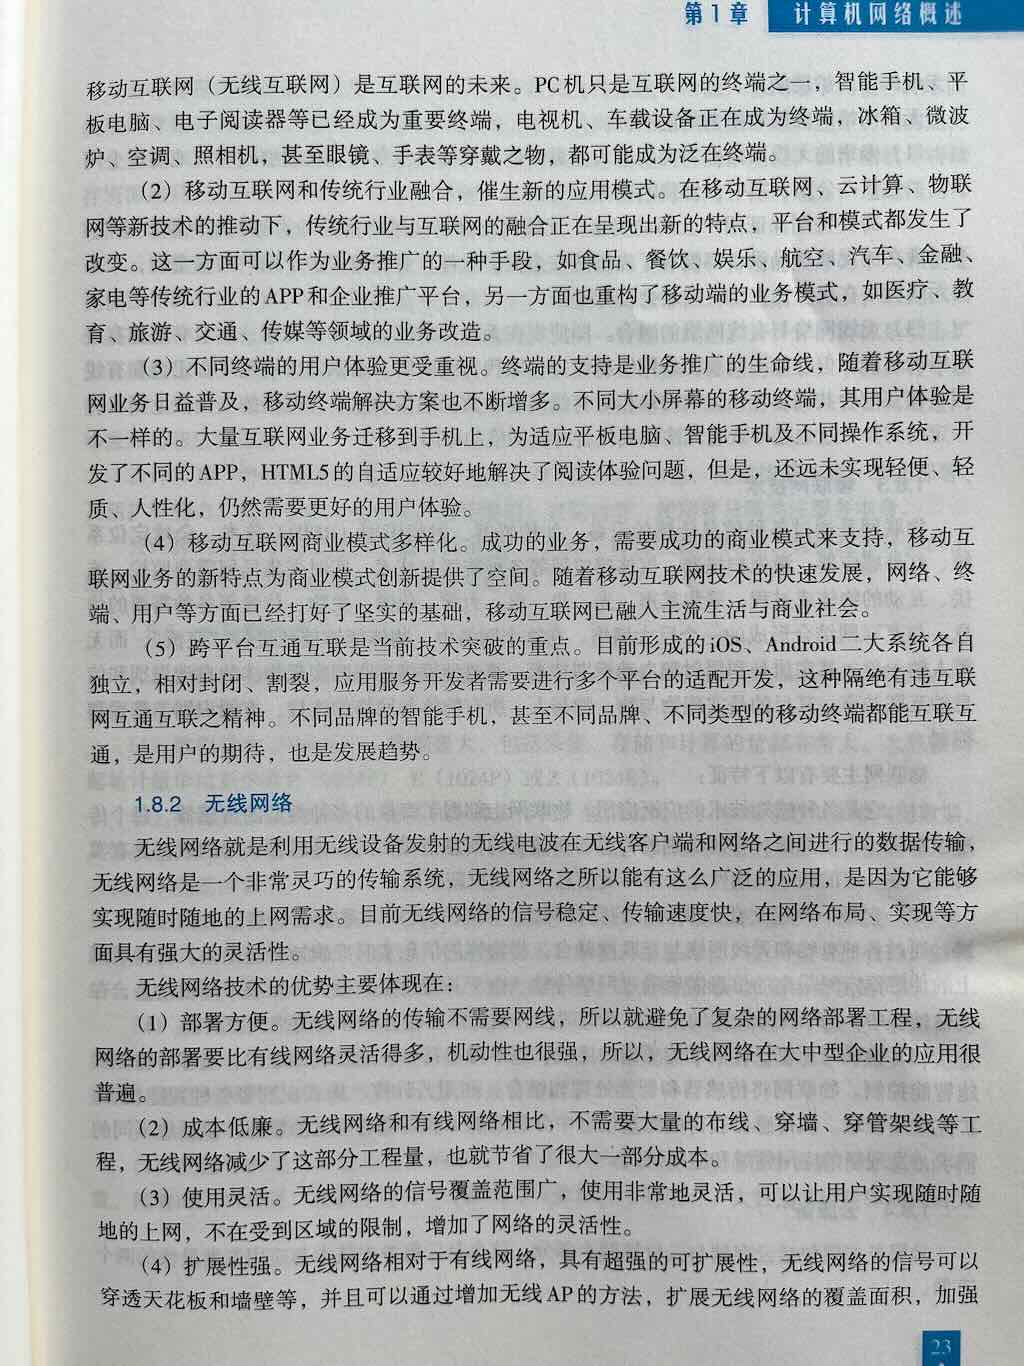 第1章 计算机网络概述
移动互联网（无线互联网）是互联网的未来。PC机只是互联网的终端之一，智能手机、平
板电脑、电子阅读器等已经成为重要终端，电视机、车载设备正在成为终端，冰箱、微波
炉、空调、照相机，甚至眼镜、手表等穿戴之物，都可能成为泛在终端。
（2）移动互联网和传统行业融合，催生新的应用模式。在移动互联网、云计算、物联
网等新技术的推动下，传统行业与互联网的融合正在呈现出新的特点，平台和模式都发生了
改变。这一方面可以作为业务推广的一种手段，如食品、餐饮、娱乐、航空、汽车、金融、
家电等传统行业的APP和企业推广平台，另一方面也重构了移动端的业务模式，如医疗、教
育、旅游、交通、传媒等领域的业务改造。
（3）不同终端的用户体验更受重视。终端的支持是业务推广的生命线，随着移动互联
网业务日益普及，移动终端解决方案也不断增多。不同大小屏幕的移动终端，其用户体验是
不一样的。大量互联网业务迁移到手机上，为适应平板电脑、智能手机及不同操作系统，开
发了不同的APP，HTML5的自适应较好地解决了阅读体验问题，但是，还远未实现轻便、轻
质、人性化，仍然需要更好的用户体验。
（4）移动互联网商业模式多样化。成功的业务，需要成功的商业模式来支持，移动互
联网业务的新特点为商业模式创新提供了空间。随着移动互联网技术的快速发展，网络、终
端、用户等方面已经打好了坚实的基础，移动互联网已融入主流生活与商业社会。
（5）跨平台互通互联是当前技术突破的重点。目前形成的iOS、Android二大系统各自
独立，相对封闭、割裂，应用服务开发者需要进行多个平台的适配开发，这种隔绝有违互联
网互通互联之精神。不同品牌的智能手机，甚至不同品牌、不同类型的移动终端都能互联互
通，是用户的期待，也是发展趋势。
1.8.2 无线网络
无线网络就是利用无线设备发射的无线电波在无线客户端和网络之间进行的数据传输，
无线网络是一个非常灵巧的传输系统，无线网络之所以能有这么广泛的应用，是因为它能够
实现随时随地的上网需求。目前无线网络的信号稳定、传输速度快，在网络布局、实现等方
面具有强大的灵活性。
无线网络技术的优势主要体现在：
（1）部署方便。无线网络的传输不需要网线，所以就避免了复杂的网络部署工程，无线
网络的部署要比有线网络灵活得多，机动性也很强，所以，无线网络在大中型企业的应用很
普遍。
（2）成本低廉。无线网络和有线网络相比，不需要大量的布线、穿墙、穿管架线等工
程，无线网络减少了这部分工程量，也就节省了很大一部分成本。
（3）使用灵活。无线网络的信号覆盖范围广，使用非常地灵活，可以让用户实现随时随
地的上网，不在受到区域的限制，增加了网络的灵活性。
（4）扩展性强。无线网络相对于有线网络，具有超强的可扩展性，无线网络的信号可以
穿透天花板和墙壁等，并且可以通过增加无线AP的方法，扩展无线网络的覆盖面积，加强
23